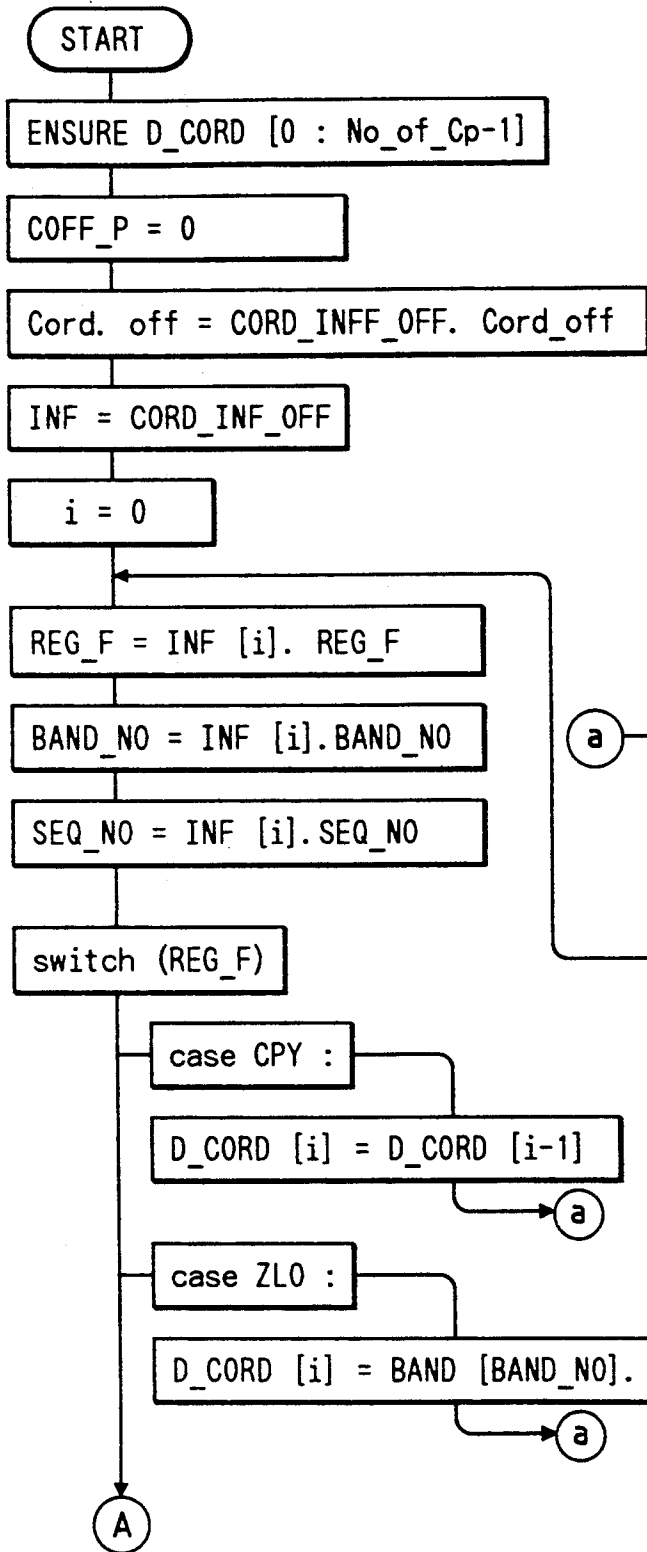 START
ENSURE D_CORD [0 : No_of_Cp-1]
COFF_P = 0
Cord. off = CORD_INFF_OFF. Cord_off
INF = CORD_INF_OFF
i = 0
REG_F = INF [i]. REG_F
BAND_NO = INF [i].BAND_NO
a
SEQ_NO = INF [i].SEQ_NO
switch (REG_F)
case CPY :
D_CORD [i] = D_CORD [i-1]
a
case ZLO :
D_CORD [i] = BAND [BAND_NO].
a
A